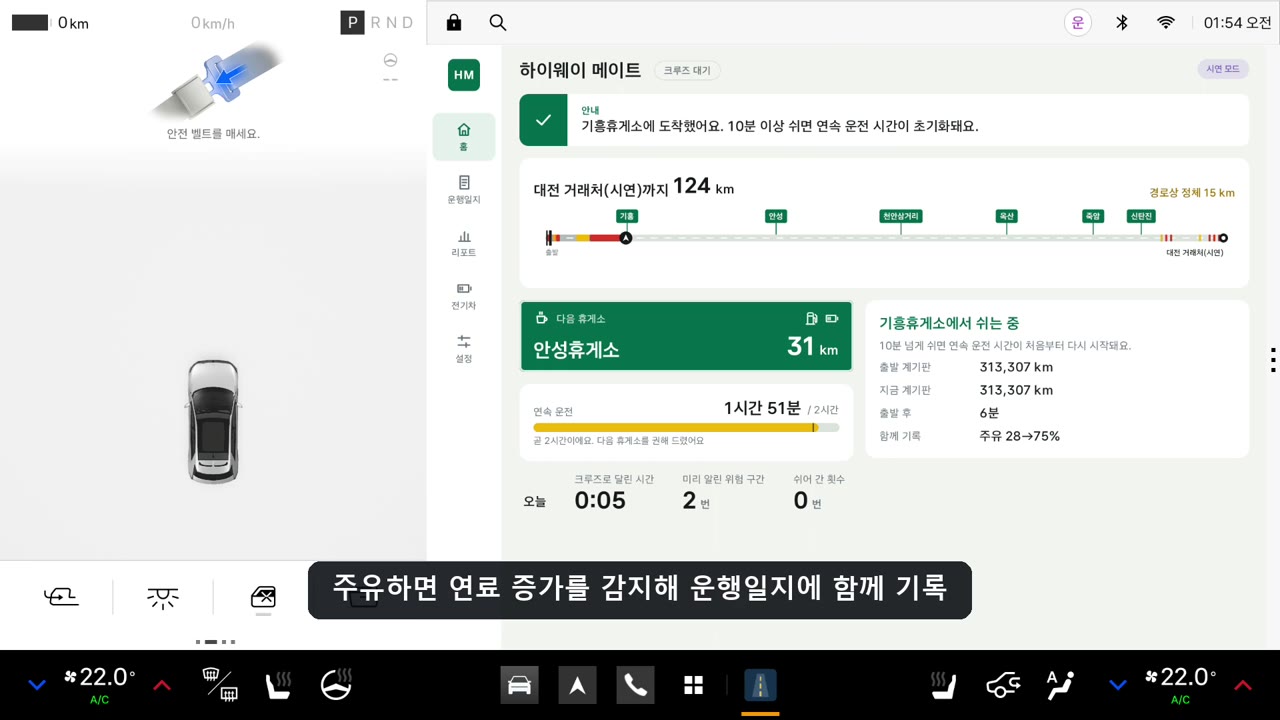 0 km
0 km/h
P R N D
안전 벨트를 매세요.
운
01:54 오전
HM
홈
운행일지
리포트
전기차
설정
하이웨이 메이트
크루즈 대기
시연 모드
안내
기흥휴게소에 도착했어요. 10분 이상 쉬면 연속 운전 시간이 초기화돼요.
대전 거래처(시연)까지 124 km
경로상 정체 15 km
기흥
안성
천안삼거리
옥산
죽암
신탄진
출발
대전 거래처(시연)
다음 휴게소
안성휴게소
31 km
연속 운전
1시간 51분 / 2시간
곧 2시간이에요. 다음 휴게소를 권해 드렸어요
기흥휴게소에서 쉬는 중
10분 넘게 쉬면 연속 운전 시간이 처음부터 다시 시작돼요.
출발 계기판 313,307 km
지금 계기판 313,307 km
출발 후 6분
함께 기록 주유 28→75%
오늘
크루즈로 달린 시간
0:05
미리 알린 위험 구간
2 번
쉬어 간 횟수
0 번
주유하면 연료 증가를 감지해 운행일지에 함께 기록
22.0°
A/C
A
22.0°
A/C